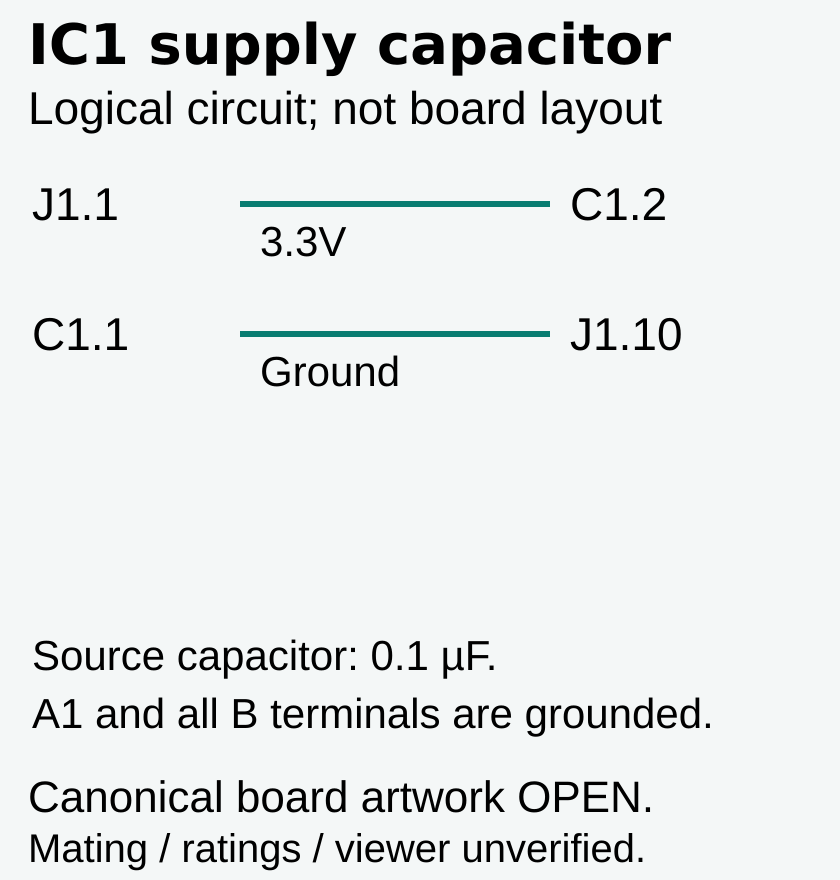 IC1 supply capacitor
Logical circuit; not board layout
J1.1 C1.2
3.3V
C1.1 J1.10
Ground
Source capacitor: 0.1 µF.
A1 and all B terminals are grounded.
Canonical board artwork OPEN.
Mating / ratings / viewer unverified.